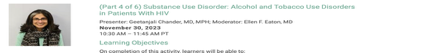 (Part 4 of 6) Substance Use Disorder: Alcohol and Tobacco Use Disorders
in Patients With HIV
Presenter: Geetanjali Chander, MD, MPH; Moderator: Ellen F. Eaton, MD
November 30, 2023
10:30 AM – 11:45 AM PT
Learning Objectives
On completion of this activity, learners will be able to: